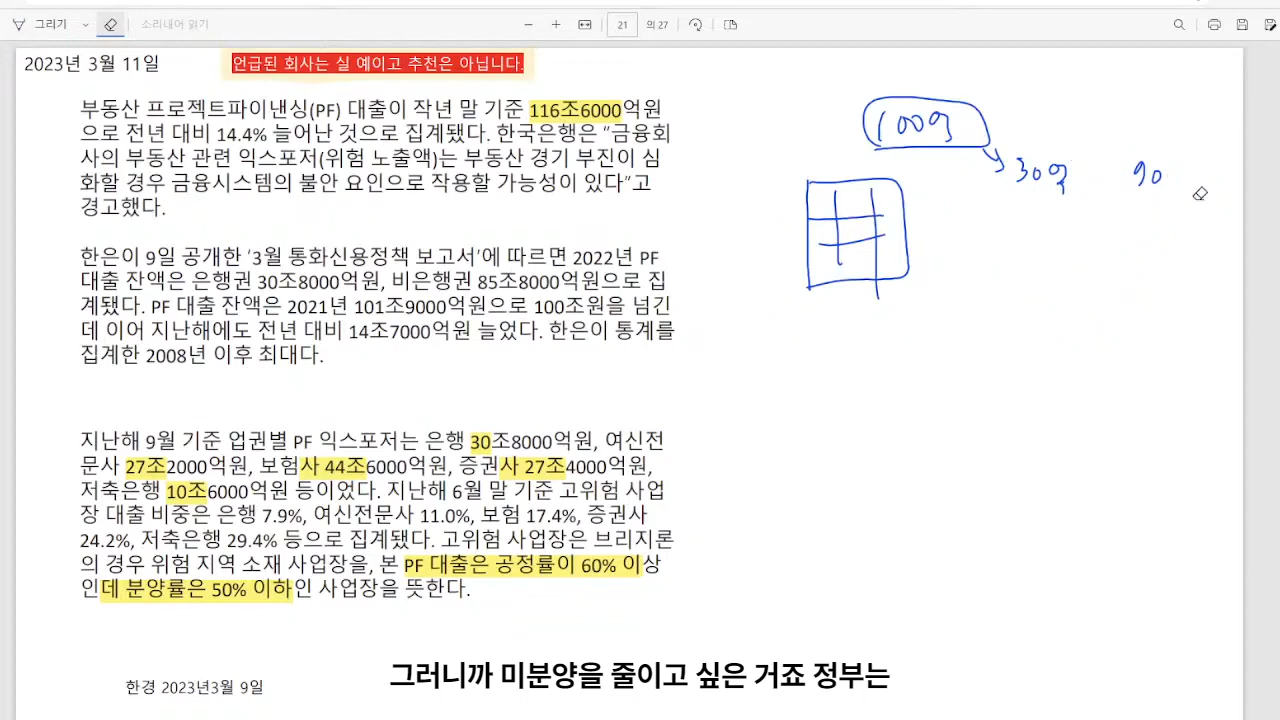 그리기
소리내어 읽기
21
의 27
2023년 3월 11일
언급된 회사는 실 예이고 추천은 아닙니다.
부동산 프로젝트파이낸싱(PF) 대출이 작년 말 기준 116조6000억원
으로 전년 대비 14.4% 늘어난 것으로 집계됐다. 한국은행은 “금융회
사의 부동산 관련 익스포저(위험 노출액)는 부동산 경기 부진이 심
화할 경우 금융시스템의 불안 요인으로 작용할 가능성이 있다”고
경고했다.
한은이 9일 공개한 ‘3월 통화신용정책 보고서’에 따르면 2022년 PF
대출 잔액은 은행권 30조8000억원, 비은행권 85조8000억원으로 집
계됐다. PF 대출 잔액은 2021년 101조9000억원으로 100조원을 넘긴
데 이어 지난해에도 전년 대비 14조7000억원 늘었다. 한은이 통계를
집계한 2008년 이후 최대다.
지난해 9월 기준 업권별 PF 익스포저는 은행 30조8000억원, 여신전
문사 27조2000억원, 보험사 44조6000억원, 증권사 27조4000억원,
저축은행 10조6000억원 등이었다. 지난해 6월 말 기준 고위험 사업
장 대출 비중은 은행 7.9%, 여신전문사 11.0%, 보험 17.4%, 증권사
24.2%, 저축은행 29.4% 등으로 집계됐다. 고위험 사업장은 브리지론
의 경우 위험 지역 소재 사업장을, 본 PF 대출은 공정률이 60% 이상
인데 분양률은 50% 이하인 사업장을 뜻한다.
한경 2023년3월 9일
100억
30억
90
그러니까 미분양을 줄이고 싶은 거죠 정부는